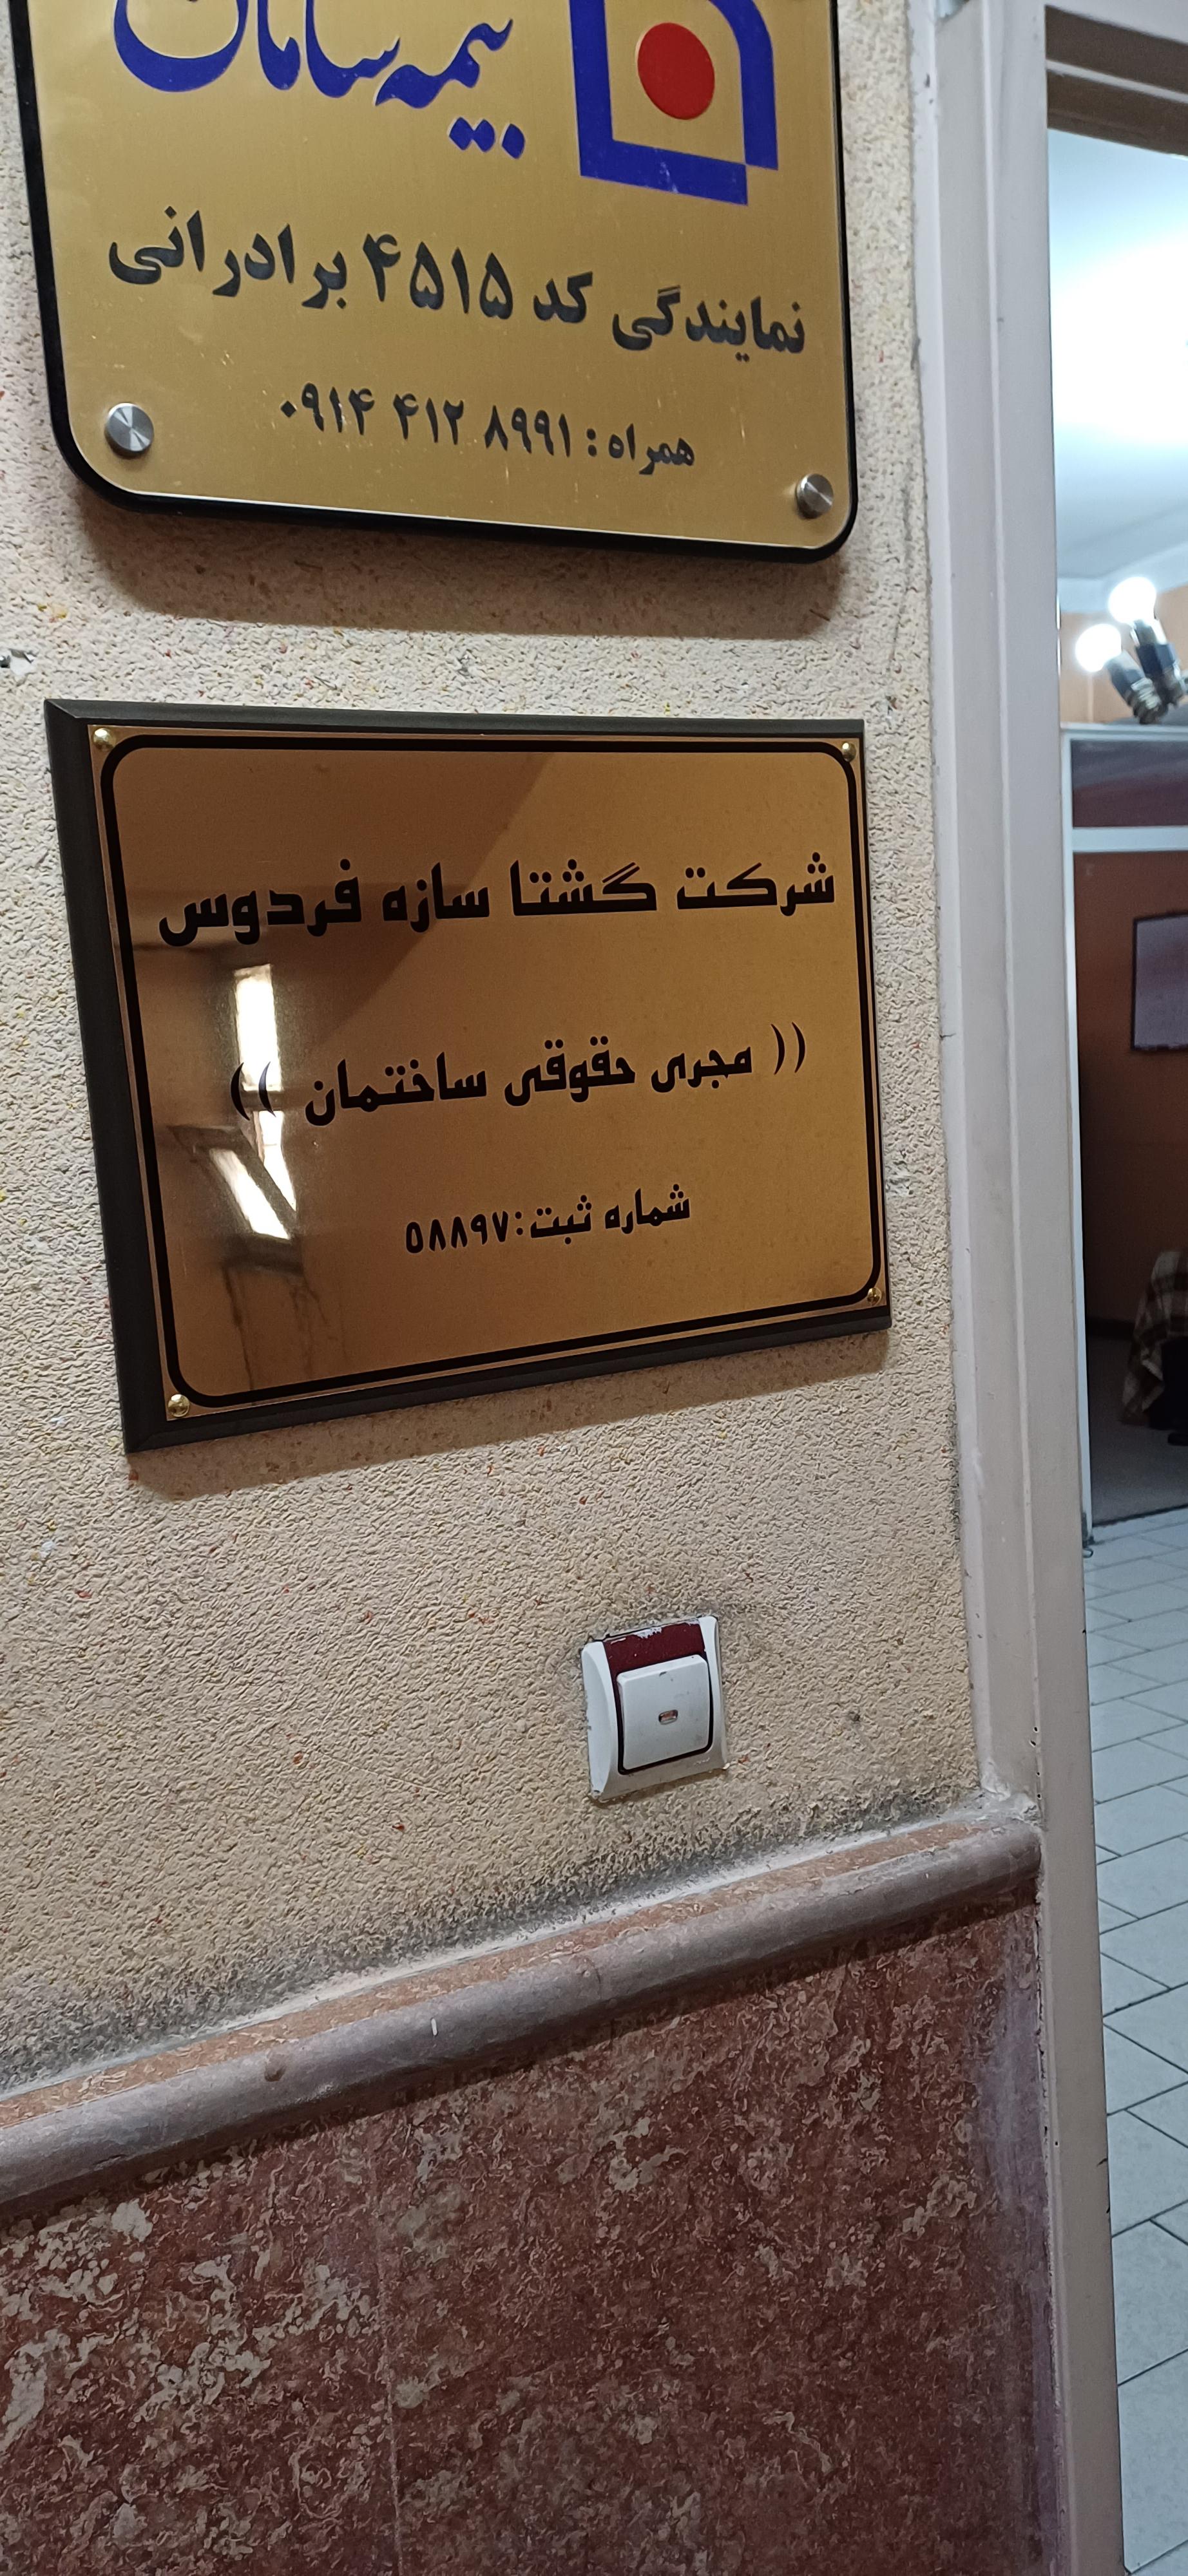 بیمه سامان
نمایندگی کد ۴۵۱۵ برادرانی
همراه: ۰۹۱۴ ۴۱۲ ۸۹۹۱
شرکت گشتا سازه فردوس
(( مجری حقوقی ساختمان ))
شماره ثبت: ۵۸۸۹۷